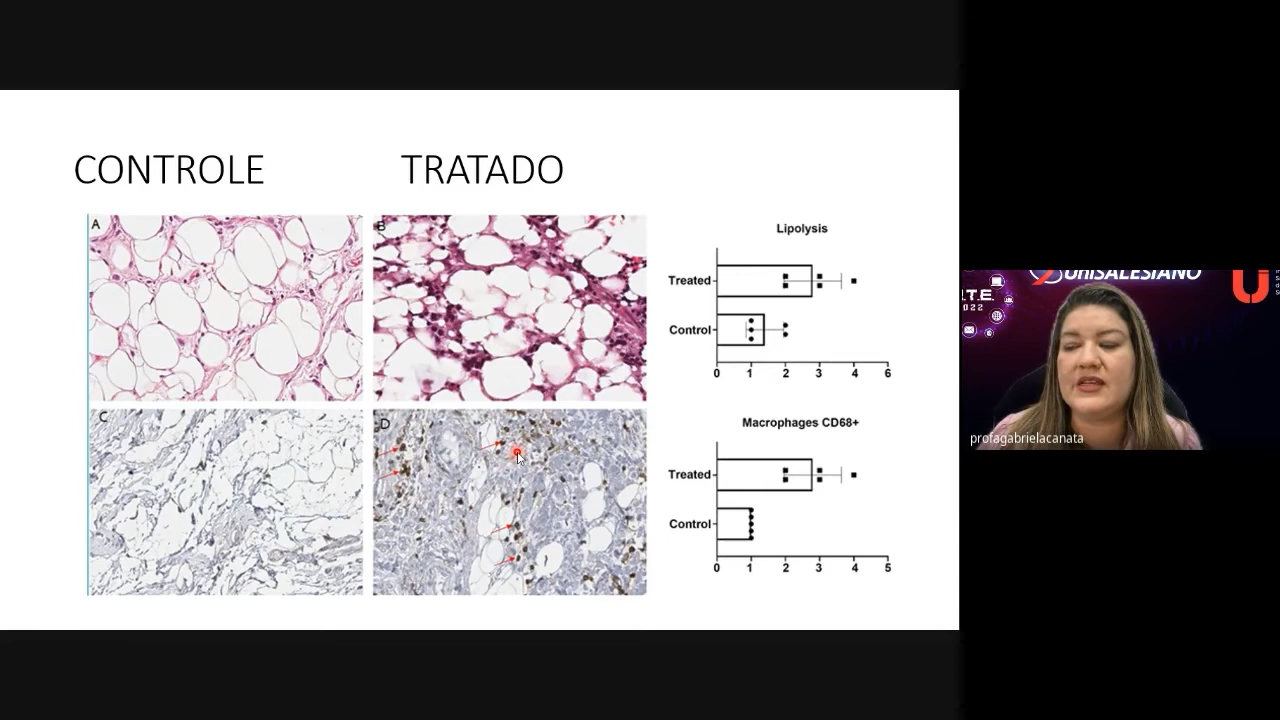 CONTROLE
TRATADO
A
B
C
D
Lipolysis
Treated
Control
0 1 2 3 4 6
Macrophages CD68+
Treated
Control
0 1 2 3 4 5
UNISALESIANO
.T.E.
022
profagabrielacanata